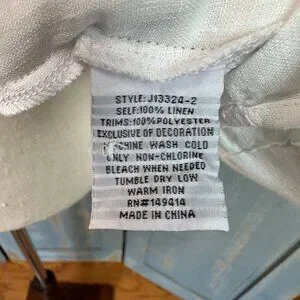 STYLE: J13324-2
SELF:100% LINEN
TRIMS:100%POLYESTER
EXCLUSIVE OF DECORATION
WASH COLD
ONLY NON-CHLORINE
BLEACH WHEN NEEDED
TUMBLE DRY LOW
WARM IRON
RN#149414
MADE IN CHINA